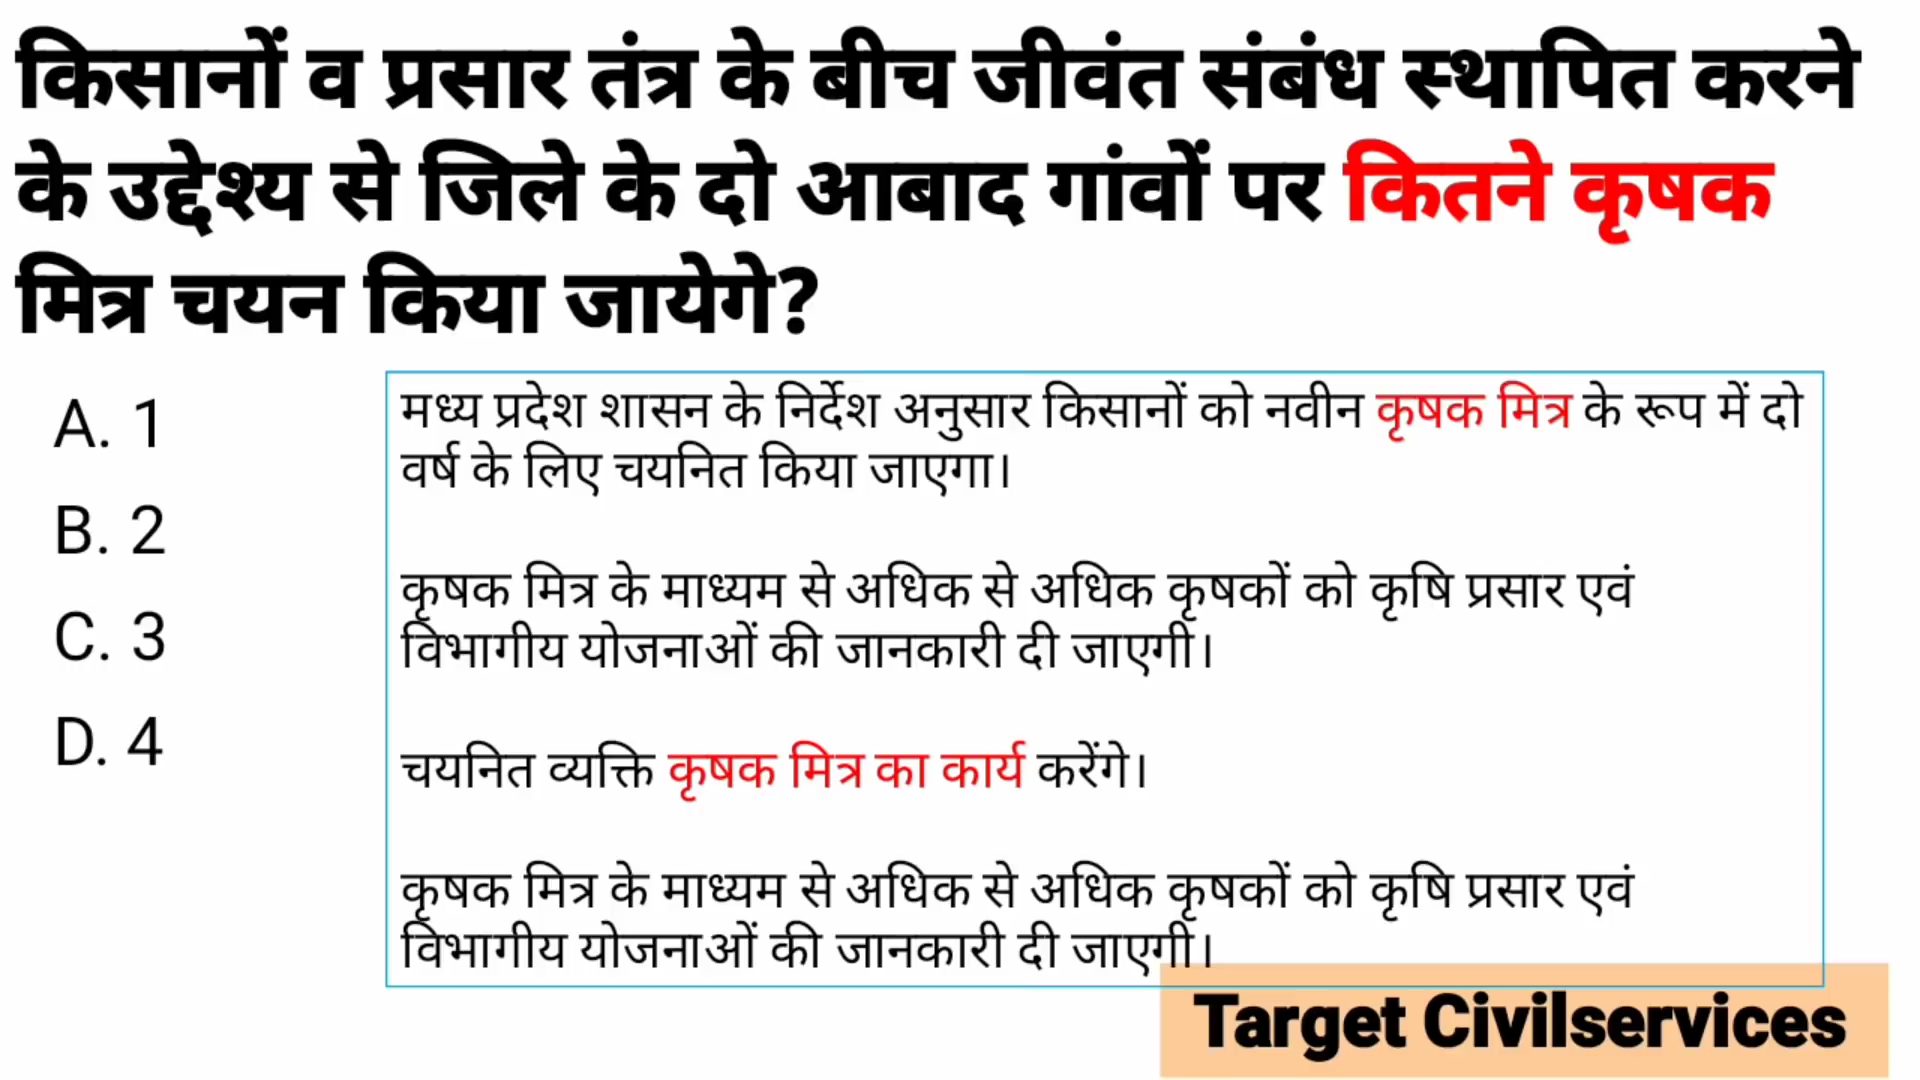 किसानों व प्रसार तंत्र के बीच जीवंत संबंध स्थापित करने
के उद्देश्य से जिले के दो आबाद गांवों पर कितने कृषक
मित्र चयन किया जायेगे?
A. 1
B. 2
C. 3
D. 4
मध्य प्रदेश शासन के निर्देश अनुसार किसानों को नवीन कृषक मित्र के रूप में दो
वर्ष के लिए चयनित किया जाएगा।
कृषक मित्र के माध्यम से अधिक से अधिक कृषकों को कृषि प्रसार एवं
विभागीय योजनाओं की जानकारी दी जाएगी।
चयनित व्यक्ति कृषक मित्र का कार्य करेंगे।
कृषक मित्र के माध्यम से अधिक से अधिक कृषकों को कृषि प्रसार एवं
विभागीय योजनाओं की जानकारी दी जाएगी।
Target Civilservices